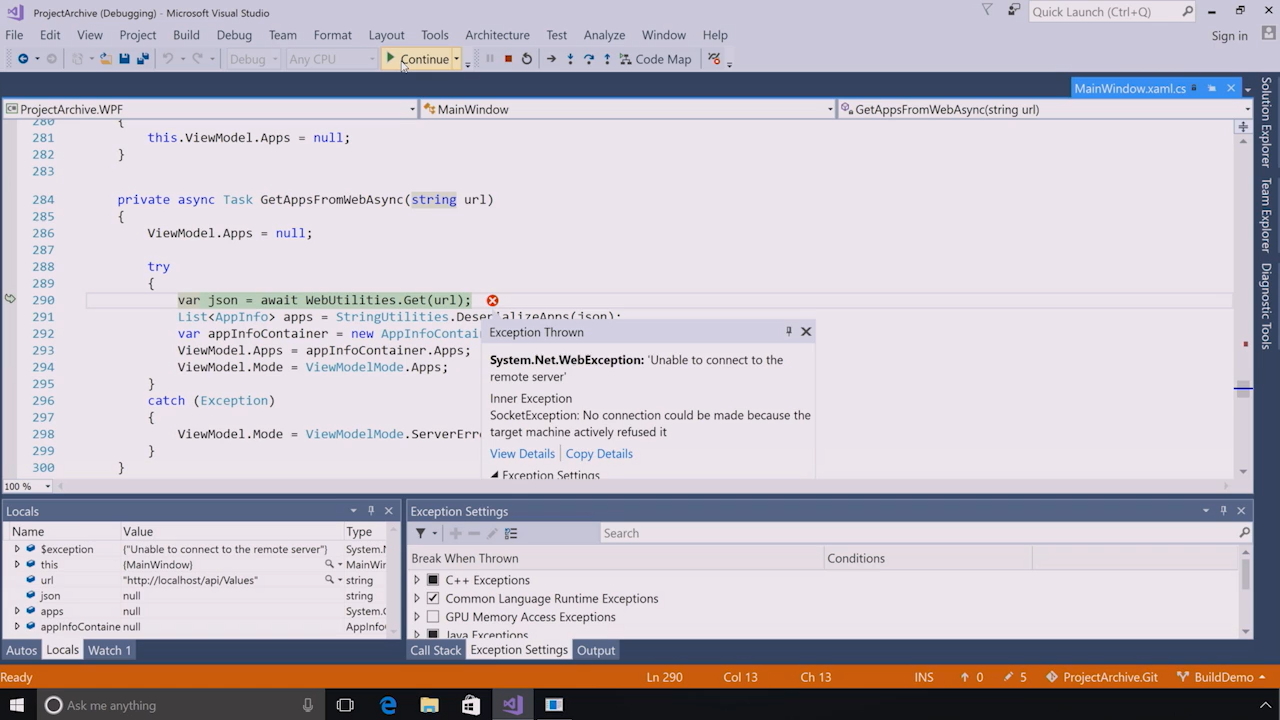 ProjectArchive (Debugging) - Microsoft Visual Studio
Quick Launch (Ctrl+Q)
File Edit View Project Build Debug Team Format Layout Tools Architecture Test Analyze Window Help
Sign in
Debug Any CPU Continue Code Map
MainWindow.xaml.cs
ProjectArchive.WPF MainWindow GetAppsFromWebAsync(string url)
280 {
281 this.ViewModel.Apps = null;
282 }
283
284 private async Task GetAppsFromWebAsync(string url)
285 {
286 ViewModel.Apps = null;
287
288 try
289 {
290 var json = await WebUtilities.Get(url);
291 List<AppInfo> apps = StringUtilities.DeserializeApps(json);
292 var appInfoContainer = new AppInfoContai
293 ViewModel.Apps = appInfoContainer.Apps;
294 ViewModel.Mode = ViewModelMode.Apps;
295 }
296 catch (Exception)
297 {
298 ViewModel.Mode = ViewModelMode.ServerErr
299 }
300 }
Exception Thrown
System.Net.WebException: 'Unable to connect to the
remote server'
Inner Exception
SocketException: No connection could be made because the
target machine actively refused it
View Details | Copy Details
Exception Settings
100 %
Solution Explorer
Team Explorer
Diagnostic Tools
Locals
Name Value Type
$exception {"Unable to connect to the remote server"} System.N
this {MainWindow} MainWin
url "http://localhost/api/Values" string
json null string
apps null System.C
appInfoContaine null AppInfoC
Autos Locals Watch 1
Exception Settings
Search
Break When Thrown Conditions
C++ Exceptions
Common Language Runtime Exceptions
GPU Memory Access Exceptions
Java Exceptions
Call Stack Exception Settings Output
Ready Ln 290 Col 13 Ch 13 INS 0 5 ProjectArchive.Git BuildDemo
Ask me anything